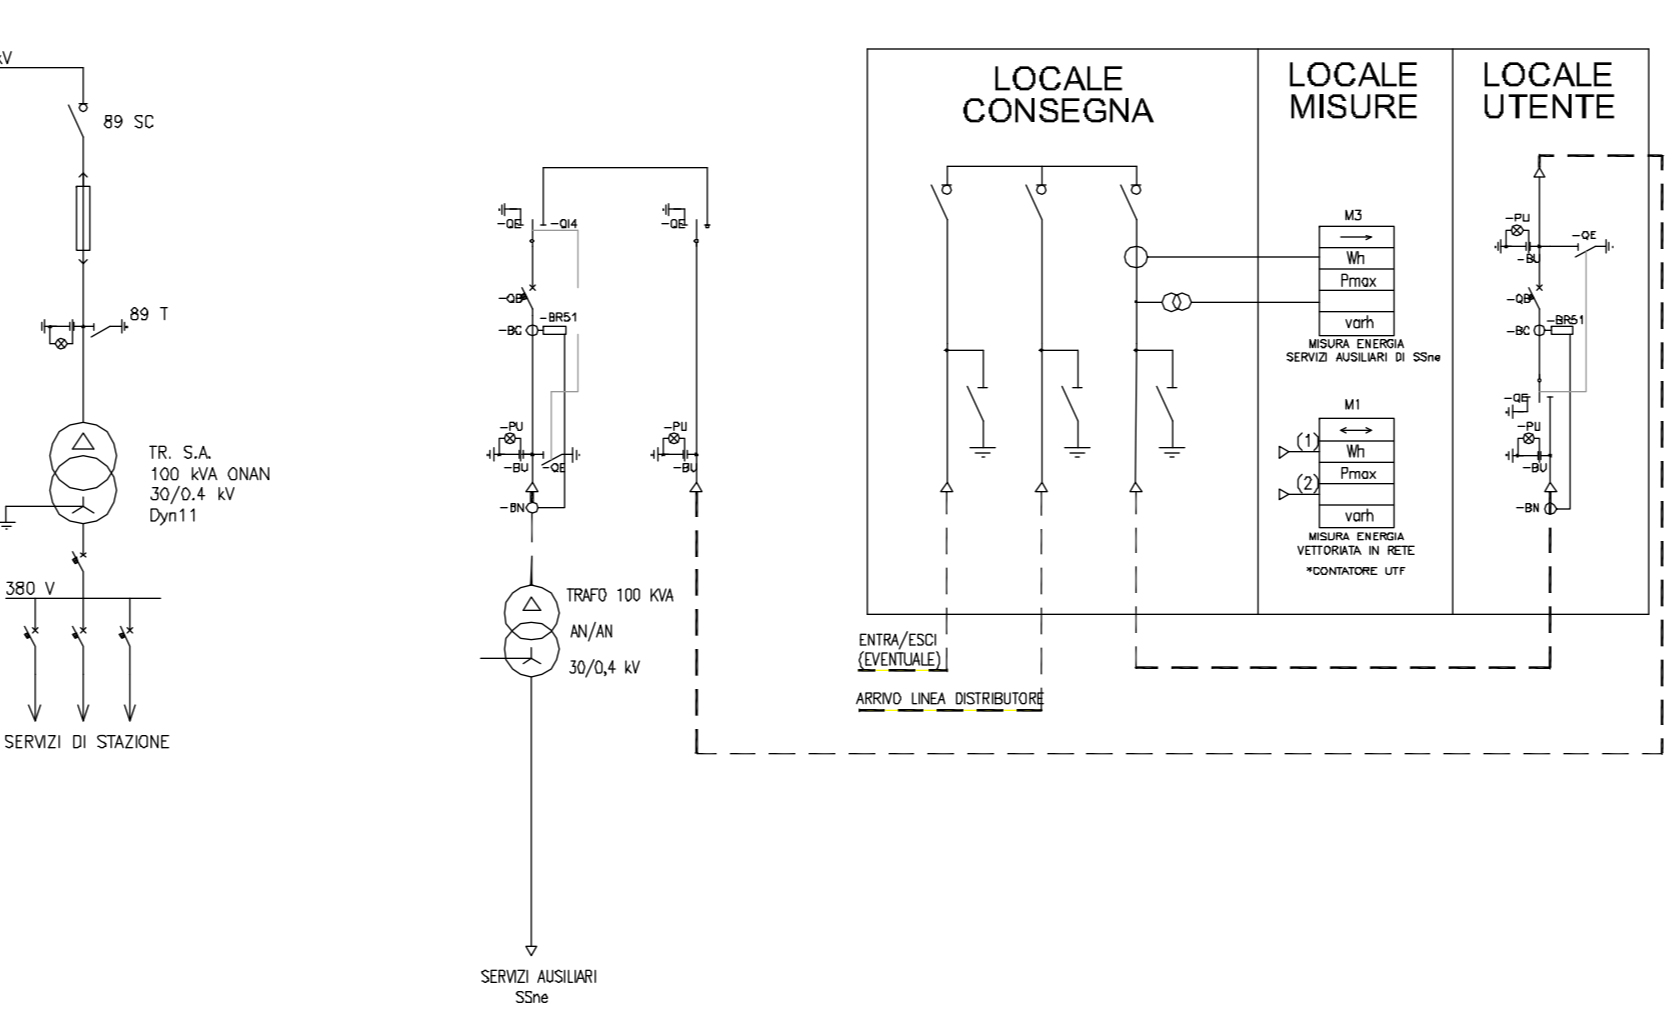 kV
89 SC
89 T
TR. S.A.
100 kVA ONAN
30/0.4 kV
Dyn11
380 V
SERVIZI DI STAZIONE
-QE
-QI4
-QE
-QB
-BC
-BR51
-PU
-BU
-QE
-PU
-BU
-BN
TRAFO 100 KVA
AN/AN
30/0,4 kV
SERVIZI AUSILIARI
SSne
LOCALE
CONSEGNA
ENTRA/ESCI
(EVENTUALE)
ARRIVO LINEA DISTRIBUTORE
LOCALE
MISURE
M3
Wh
Pmax
varh
MISURA ENERGIA
SERVIZI AUSILIARI DI SSne
M1
(1)
Wh
Pmax
(2)
varh
MISURA ENERGIA
VETTORIATA IN RETE
*CONTATORE UTF
LOCALE
UTENTE
-PU
-QE
-BU
-QB
-BR51
-BC
-QE
-PU
-BU
-BN